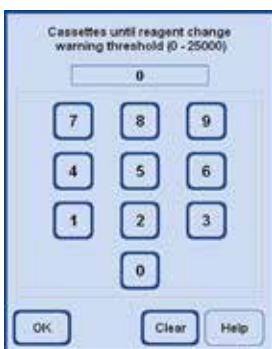 Cassettes until reagent change
warning threshold (0 - 25000)
0
7 8 9
4 5 6
1 2 3
0
OK Clear Help